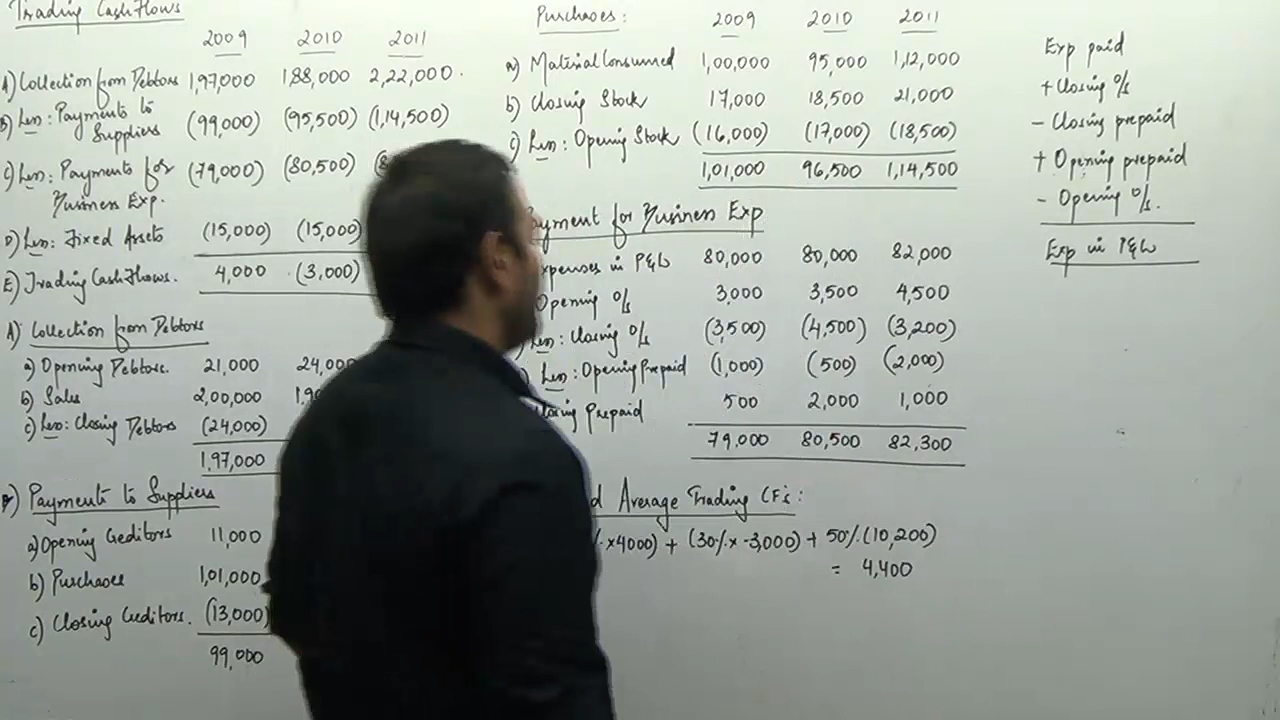 Trading Cash Flows
2009 2010 2011
A) Collection from Debtors 1,97,000 1,88,000 2,22,000.
B) Less: Payments to Suppliers (99,000) (95,500) (1,14,500)
C) Less: Payments for Business Exp. (79,000) (80,500)
D) Less: Fixed Assets (15,000) (15,000)
E) Trading Cash Flows. 4,000 (3,000)
A) Collection from Debtors
a) Opening Debtors. 21,000 24,000
b) Sales 2,00,000
c) Less: Closing Debtors (24,000)
1,97,000
Payments to Suppliers
a) Opening Creditors 11,000
b) Purchases 1,01,000
c) Closing Creditors. (13,000)
99,000
Purchases:
2009 2010 2011
a) Material Consumed 1,00,000 95,000 1,12,000
b) Closing Stock 17,000 18,500 21,000
c) Less: Opening Stock (16,000) (17,000) (18,500)
1,01,000 96,500 1,14,500
for Business Exp
in P&L 80,000 80,000 82,000
Opening o/s 3,000 3,500 4,500
Less: Closing o/s (3,500) (4,500) (3,200)
Less: Opening Prepaid (1,000) (500) (2,000)
Prepaid 500 2,000 1,000
79,000 80,500 82,300
Average Trading CF's:
×4000) + (30% × -3,000) + 50% (10,200)
= 4,400
Exp paid
+ Closing o/s
- Closing prepaid
+ Opening prepaid
- Opening o/s.
Exp in P&L